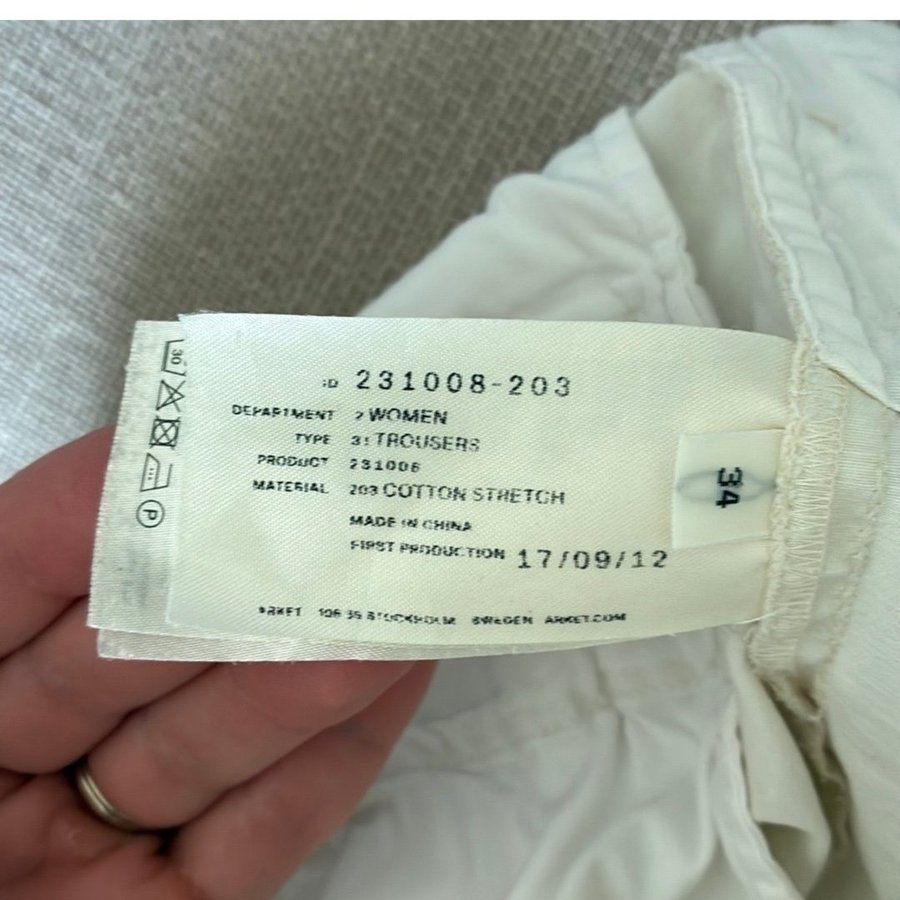 ID 231008-203
DEPARTMENT 2 WOMEN
TYPE 31 TROUSERS
PRODUCT 231008
MATERIAL 203 COTTON STRETCH
MADE IN CHINA
FIRST PRODUCTION 17/09/12
ARKET 106 38 STOCKHOLM SWEDEN ARKET.COM
34
30
P